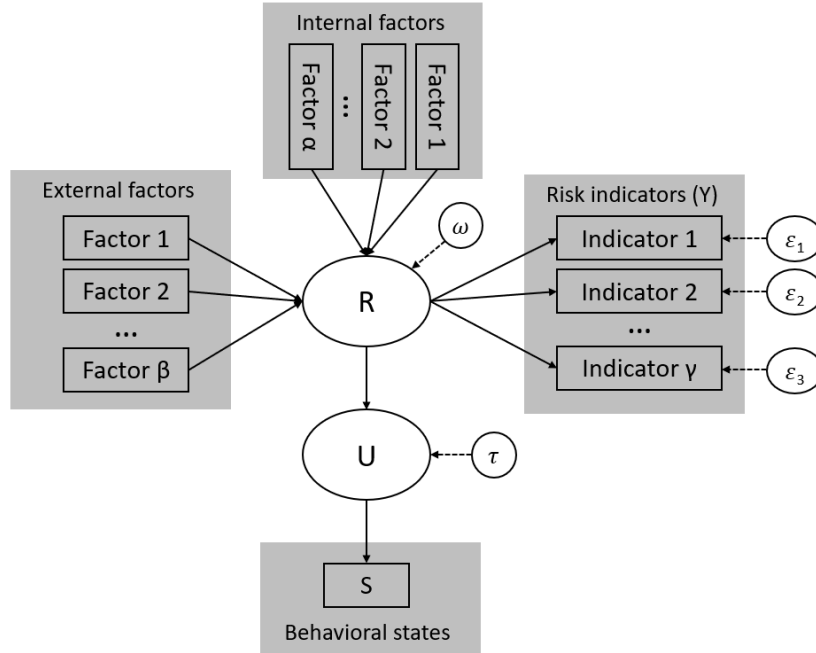 Internal factors
Factor α
...
Factor 2
Factor 1
External factors
Factor 1
Factor 2
...
Factor β
ω
R
Risk indicators (Y)
Indicator 1
Indicator 2
...
Indicator γ
ε₁
ε₂
ε₃
U
τ
S
Behavioral states